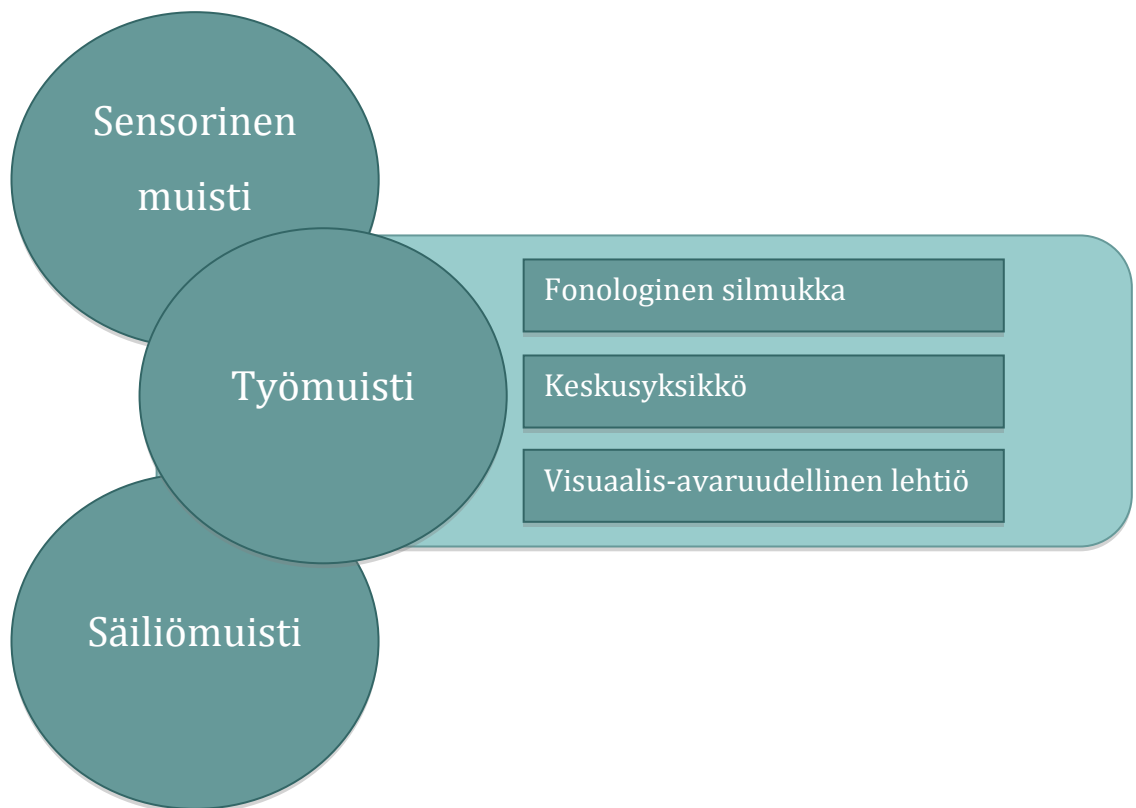 Sensorinen
muisti
Työmuisti
Fonologinen silmukka
Keskusyksikkö
Visuaalis-avaruudellinen lehtiö
Säiliömuisti